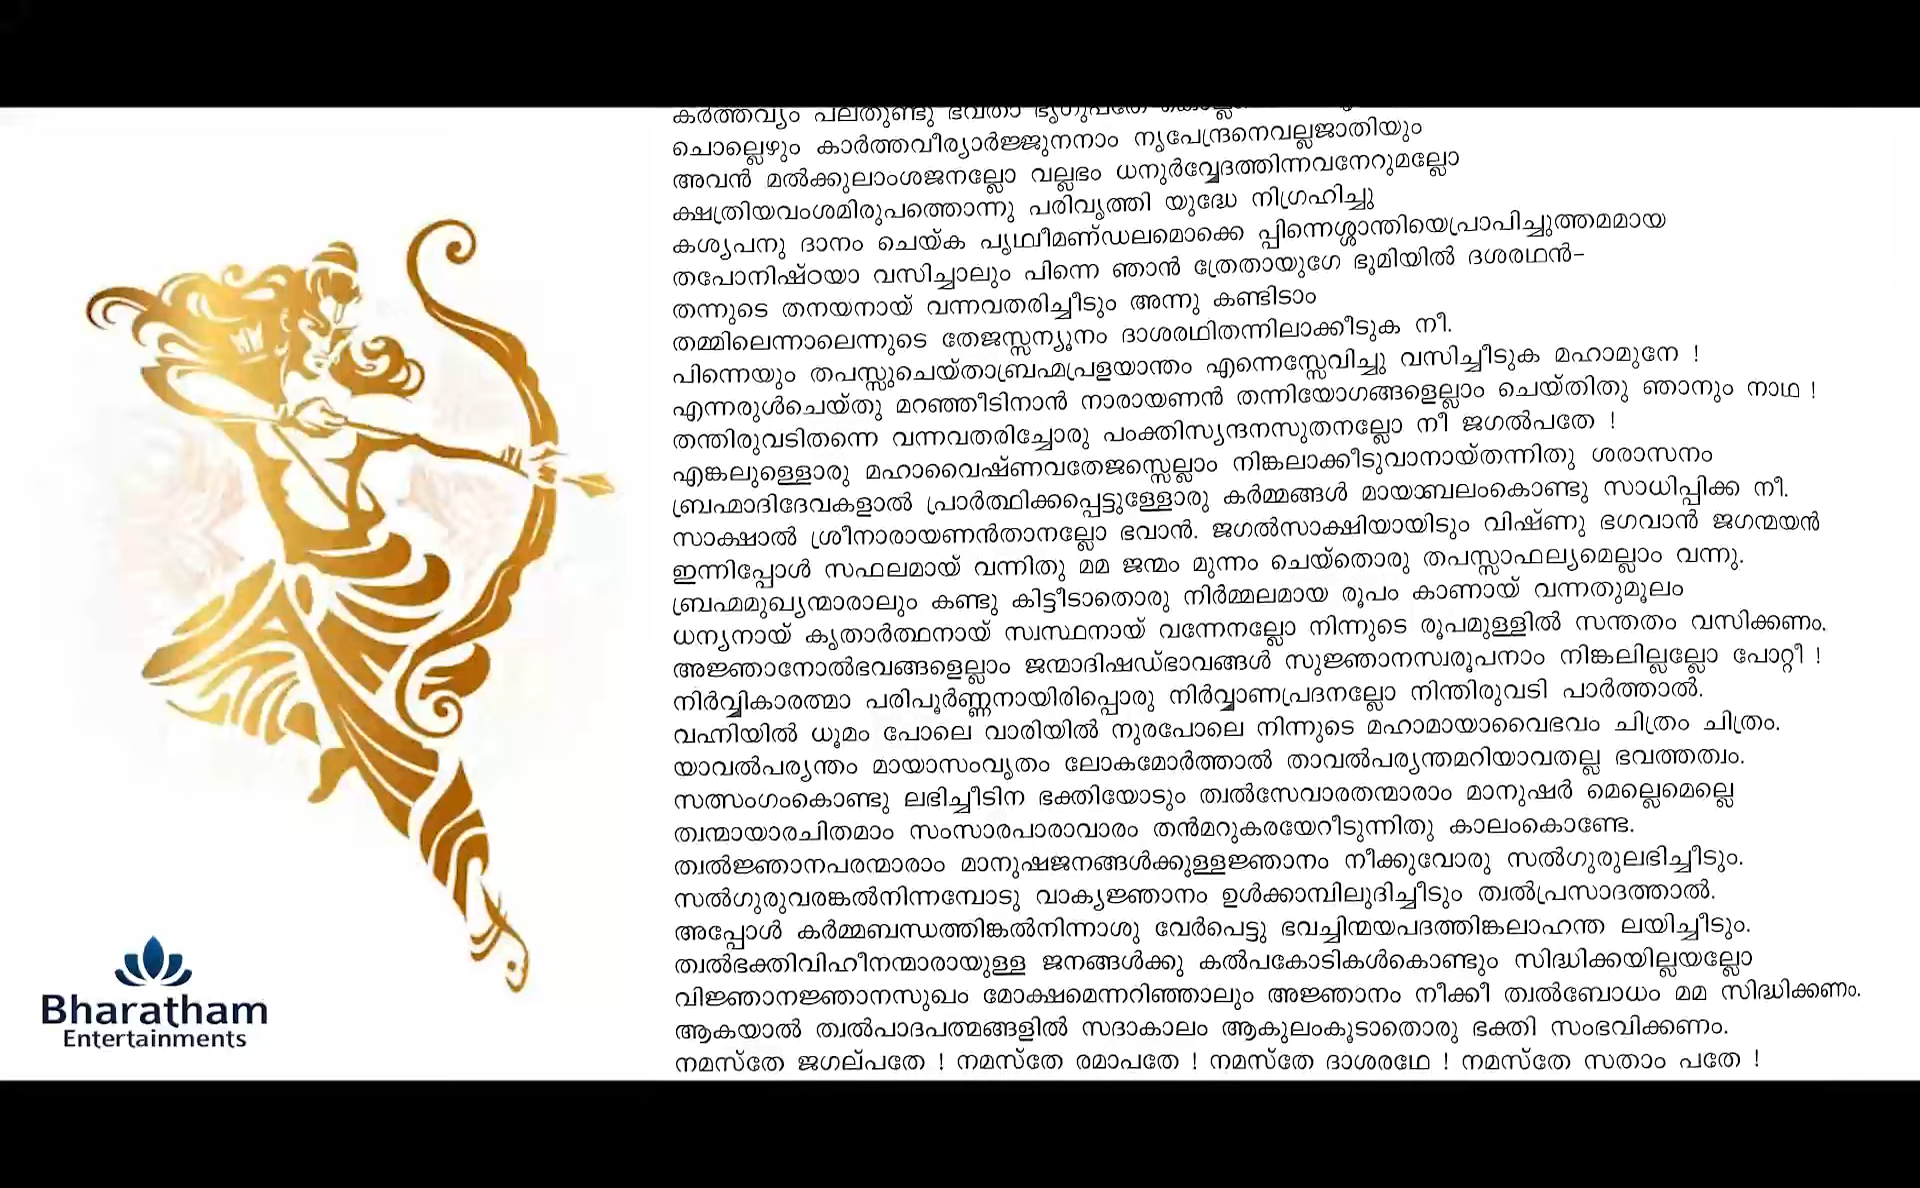 കർത്തവ്യം പലതുണ്ടു ഭവതാ ഭൃഗുപതേ
ചൊല്ലെഴും കാർത്തവീര്യാർജ്ജുനനാം നൃപേന്ദ്രനെവല്ലജാതിയും
അവൻ മൽക്കുലാംശജനല്ലോ വല്ലഭം ധനുർവ്വേദത്തിന്നവനേറുമല്ലോ
ക്ഷത്രിയവംശമിരുപത്തൊന്നു പരിവൃത്തി യുദ്ധേ നിഗ്രഹിച്ചു
കശ്യപനു ദാനം ചെയ്ക പൃഥ്വീമണ്ഡലമൊക്കെ പ്പിന്നെശ്ശാന്തിയെപ്രാപിച്ചുത്തമമായ
തപോനിഷ്ഠയാ വസിച്ചാലും പിന്നെ ഞാൻ ത്രേതായുഗേ ഭൂമിയിൽ ദശരഥൻ-
തന്നുടെ തനയനായ് വന്നവതരിച്ചീടും അന്നു കണ്ടിടാം
തമ്മിലെന്നാലെന്നുടെ തേജസ്സന്യൂനം ദാശരഥിതന്നിലാക്കീടുക നീ.
പിന്നെയും തപസ്സുചെയ്താബ്രഹ്മപ്രളയാന്തം എന്നെസ്സേവിച്ചു വസിച്ചീടുക മഹാമുനേ !
എന്നരുൾചെയ്തു മറഞ്ഞീടിനാൻ നാരായണൻ തന്നിയോഗങ്ങളെല്ലാം ചെയ്തിതു ഞാനും നാഥ !
തന്തിരുവടിതന്നെ വന്നവതരിച്ചോരു പംക്തിസ്യന്ദനസുതനല്ലോ നീ ജഗൽപതേ !
എങ്കലുള്ളൊരു മഹാവൈഷ്ണവതേജസ്സെല്ലാം നിങ്കലാക്കീടുവാനായ്തന്നിതു ശരാസനം
ബ്രഹ്മാദിദേവകളാൽ പ്രാർത്ഥിക്കപ്പെട്ടുള്ളോരു കർമ്മങ്ങൾ മായാബലംകൊണ്ടു സാധിപ്പിക്ക നീ.
സാക്ഷാൽ ശ്രീനാരായണൻതാനല്ലോ ഭവാൻ. ജഗൽസാക്ഷിയായിടും വിഷ്ണു ഭഗവാൻ ജഗന്മയൻ
ഇന്നിപ്പോൾ സഫലമായ് വന്നിതു മമ ജന്മം മുന്നം ചെയ്തൊരു തപസ്സാഫല്യമെല്ലാം വന്നു.
ബ്രഹ്മമുഖ്യന്മാരാലും കണ്ടു കിട്ടീടാതൊരു നിർമ്മലമായ രൂപം കാണായ് വന്നതുമൂലം
ധന്യനായ് കൃതാർത്ഥനായ് സ്വസ്ഥനായ് വന്നേനല്ലോ നിന്നുടെ രൂപമുള്ളിൽ സന്തതം വസിക്കണം.
അജ്ഞാനോൽഭവങ്ങളെല്ലാം ജന്മാദിഷഡ്ഭാവങ്ങൾ സുജ്ഞാനസ്വരൂപനാം നിങ്കലില്ലല്ലോ പോറ്റീ !
നിർവ്വികാരത്മാ പരിപൂർണ്ണനായിരിപ്പൊരു നിർവ്വാണപ്രദനല്ലോ നിന്തിരുവടി പാർത്താൽ.
വഹ്നിയിൽ ധൂമം പോലെ വാരിയിൽ നുരപോലെ നിന്നുടെ മഹാമായാവൈഭവം ചിത്രം ചിത്രം.
യാവൽപര്യന്തം മായാസംവൃതം ലോകമോർത്താൽ താവൽപര്യന്തമറിയാവതല്ല ഭവത്തത്വം.
സത്സംഗംകൊണ്ടു ലഭിച്ചീടിന ഭക്തിയോടും ത്വൽസേവാരതന്മാരാം മാനുഷർ മെല്ലെമെല്ലെ
ത്വന്മായാരചിതമാം സംസാരപാരാവാരം തൻമറുകരയേറീടുന്നിതു കാലംകൊണ്ടേ.
ത്വൽജ്ഞാനപരന്മാരാം മാനുഷജനങ്ങൾക്കുള്ളജ്ഞാനം നീക്കുവോരു സൽഗുരുലഭിച്ചീടും.
സൽഗുരുവരങ്കൽനിന്നമ്പോടു വാക്യജ്ഞാനം ഉൾക്കാമ്പിലുദിച്ചീടും ത്വൽപ്രസാദത്താൽ.
അപ്പോൾ കർമ്മബന്ധത്തിങ്കൽനിന്നാശു വേർപെട്ടു ഭവച്ചിന്മയപദത്തിങ്കലാഹന്ത ലയിച്ചീടും.
ത്വൽഭക്തിവിഹീനന്മാരായുള്ള ജനങ്ങൾക്കു കൽപകോടികൾകൊണ്ടും സിദ്ധിക്കയില്ലയല്ലോ
വിജ്ഞാനജ്ഞാനസുഖം മോക്ഷമെന്നറിഞ്ഞാലും അജ്ഞാനം നീക്കീ ത്വൽബോധം മമ സിദ്ധിക്കണം.
ആകയാൽ ത്വൽപാദപത്മങ്ങളിൽ സദാകാലം ആകുലംകൂടാതൊരു ഭക്തി സംഭവിക്കണം.
നമസ്തേ ജഗല്പതേ ! നമസ്തേ രമാപതേ ! നമസ്തേ ദാശരഥേ ! നമസ്തേ സതാം പതേ !
Bharatham
Entertainments